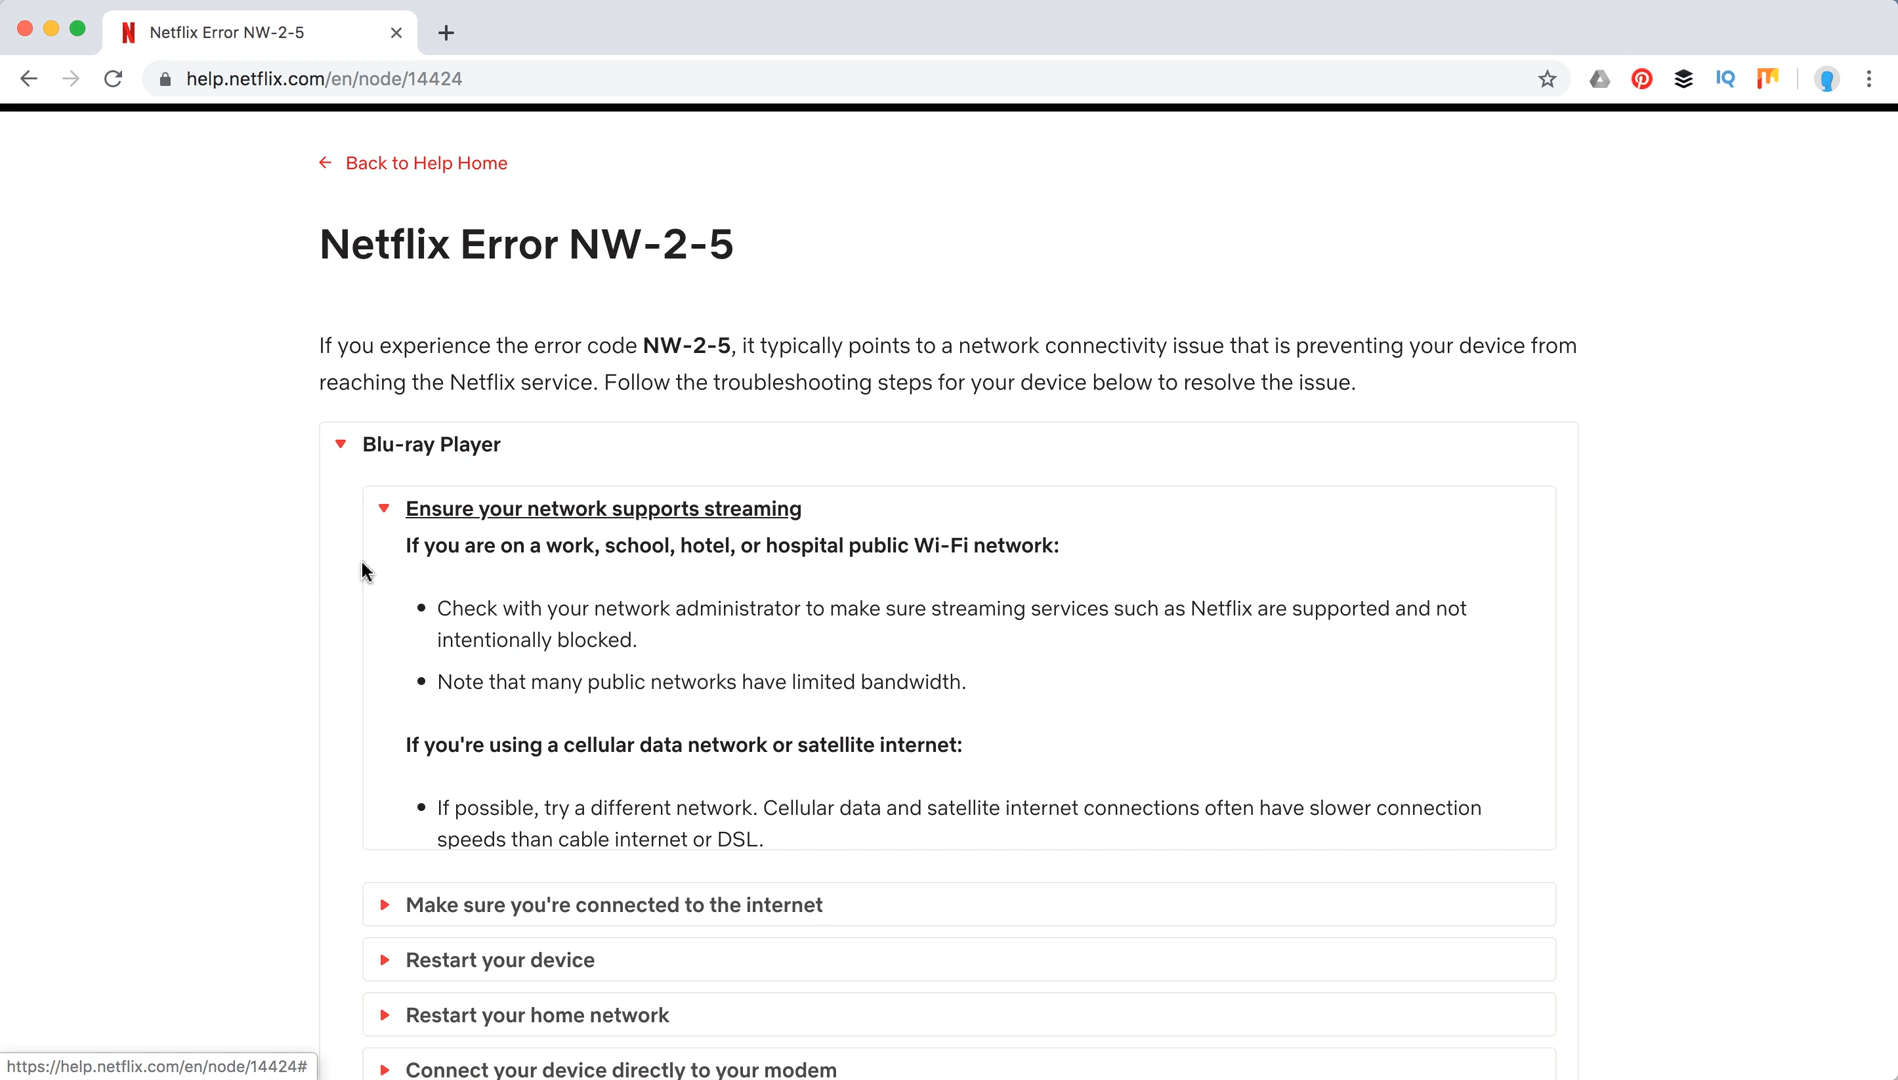 Netflix Error NW-2-5
help.netflix.com/en/node/14424
IQ
Back to Help Home
Netflix Error NW-2-5
If you experience the error code NW-2-5, it typically points to a network connectivity issue that is preventing your device from
reaching the Netflix service. Follow the troubleshooting steps for your device below to resolve the issue.
Blu-ray Player
Ensure your network supports streaming
If you are on a work, school, hotel, or hospital public Wi-Fi network:
• Check with your network administrator to make sure streaming services such as Netflix are supported and not
intentionally blocked.
• Note that many public networks have limited bandwidth.
If you're using a cellular data network or satellite internet:
• If possible, try a different network. Cellular data and satellite internet connections often have slower connection
speeds than cable internet or DSL.
Make sure you're connected to the internet
Restart your device
Restart your home network
Connect your device directly to your modem
https://help.netflix.com/en/node/14424#